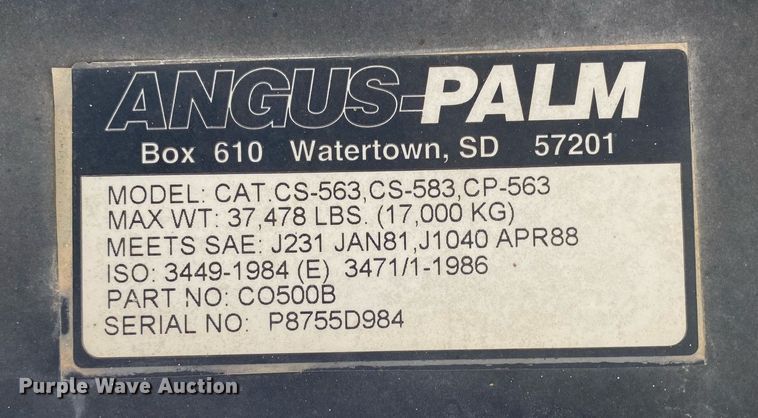 ANGUS-PALM
Box 610 Watertown, SD 57201
MODEL: CAT.CS-563,CS-583,CP-563
MAX WT: 37,478 LBS. (17,000 KG)
MEETS SAE: J231 JAN81,J1040 APR88
ISO: 3449-1984 (E) 3471/1-1986
PART NO: CO500B
SERIAL NO: P8755D984
Purple Wave Auction